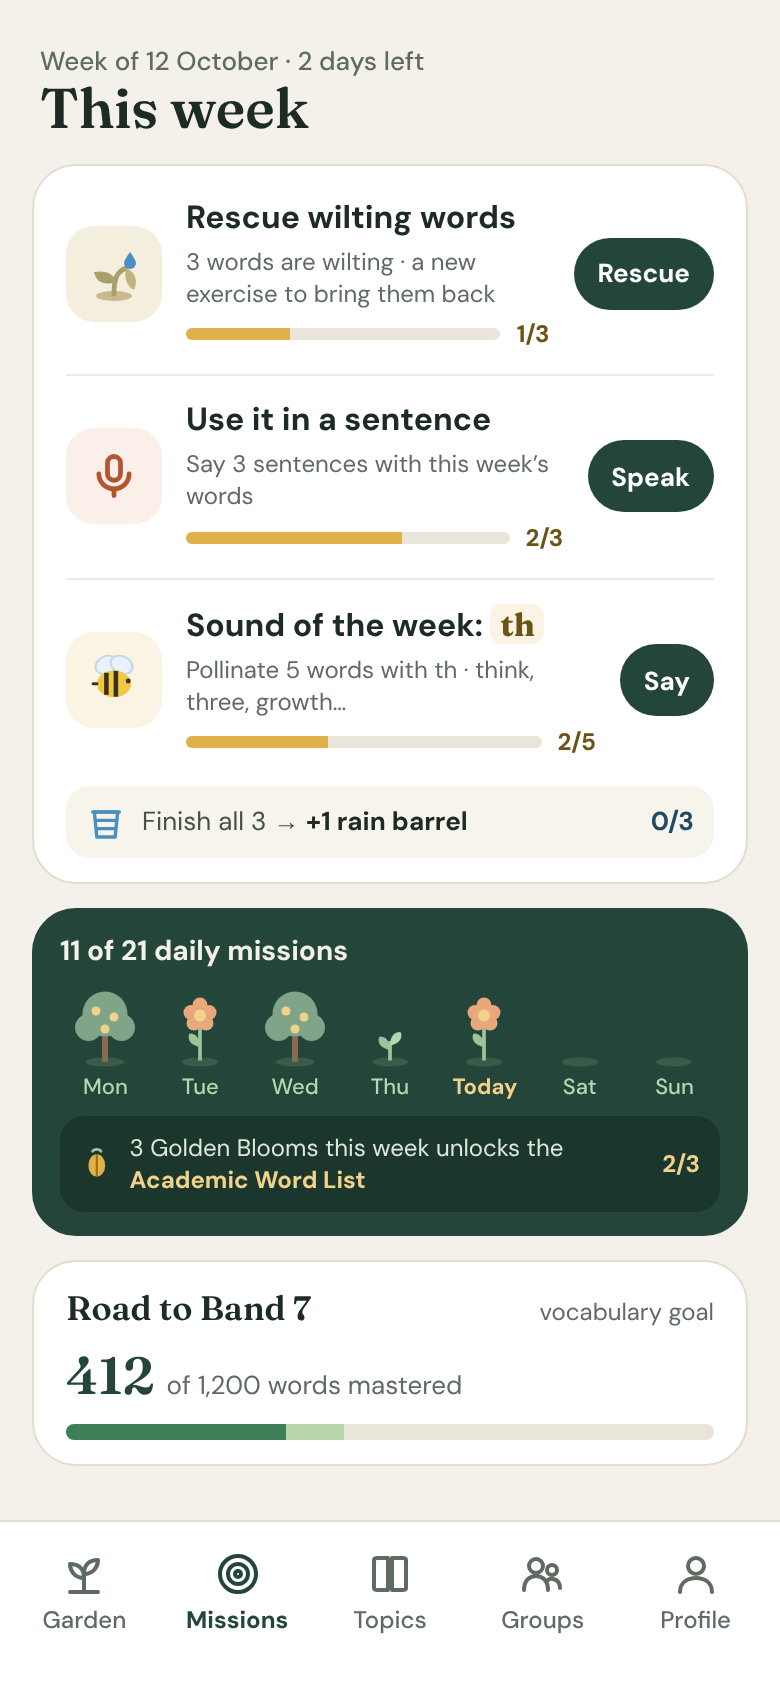 Week of 12 October · 2 days left
This week
Rescue wilting words
3 words are wilting · a new
exercise to bring them back
1/3
Rescue
Use it in a sentence
Say 3 sentences with this week’s
words
2/3
Speak
Sound of the week: th
Pollinate 5 words with th · think,
three, growth…
2/5
Say
Finish all 3 → +1 rain barrel 0/3
11 of 21 daily missions
Mon Tue Wed Thu Today Sat Sun
3 Golden Blooms this week unlocks the
Academic Word List
2/3
Road to Band 7 vocabulary goal
412 of 1,200 words mastered
Garden Missions Topics Groups Profile